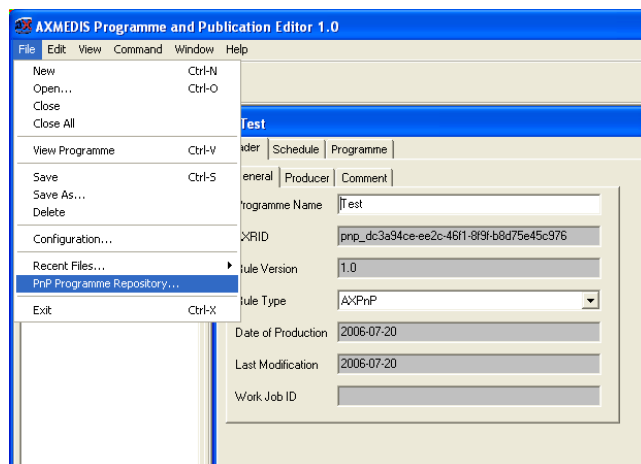 AXMEDIS Programme and Publication Editor 1.0
File Edit View Command Window Help
New Ctrl-N
Open... Ctrl-O
Close
Close All
View Programme Ctrl-V
Save Ctrl-S
Save As...
Delete
Configuration...
Recent Files...
PnP Programme Repository...
Exit Ctrl-X
Test
ader Schedule Programme
eneral Producer Comment
Programme Name Test
XRID pnp_dc3a94ce-ee2c-46f1-8f9f-b8d75e45c976
Rule Version 1.0
Rule Type AXPnP
Date of Production 2006-07-20
Last Modification 2006-07-20
Work Job ID